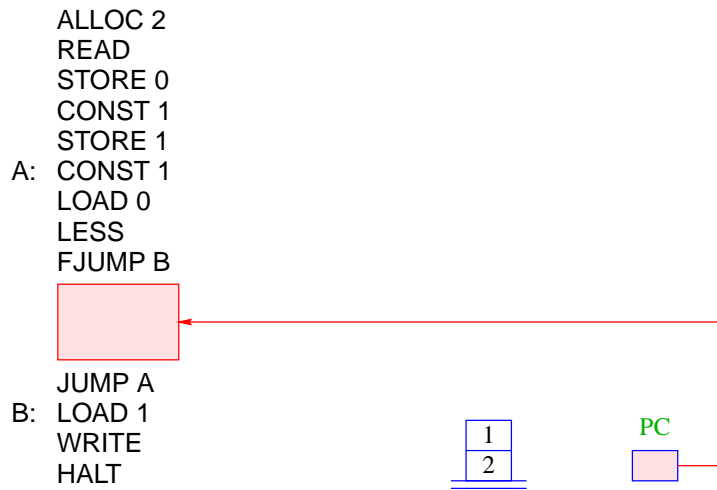 ALLOC 2
READ
STORE 0
CONST 1
STORE 1
A: CONST 1
LOAD 0
LESS
FJUMP B
JUMP A
B: LOAD 1
WRITE
HALT
1
2
PC